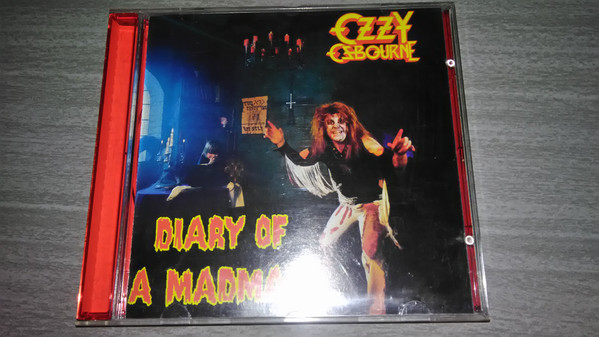 OZZY
OSBOURNE
DIARY OF
A MADMA